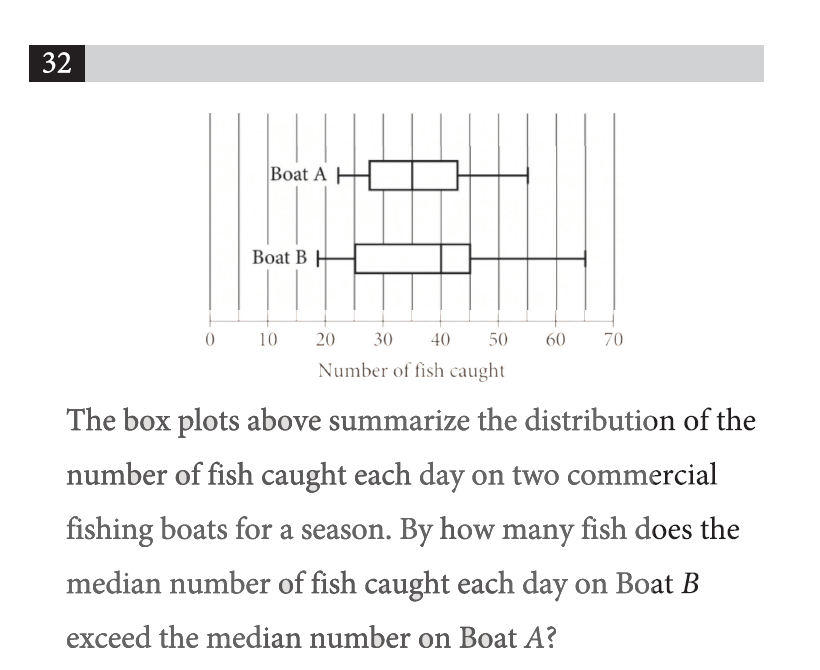 32
Boat A
Boat B
0 10 20 30 40 50 60 70
Number of fish caught
The box plots above summarize the distribution of the
number of fish caught each day on two commercial
fishing boats for a season. By how many fish does the
median number of fish caught each day on Boat B
exceed the median number on Boat A?